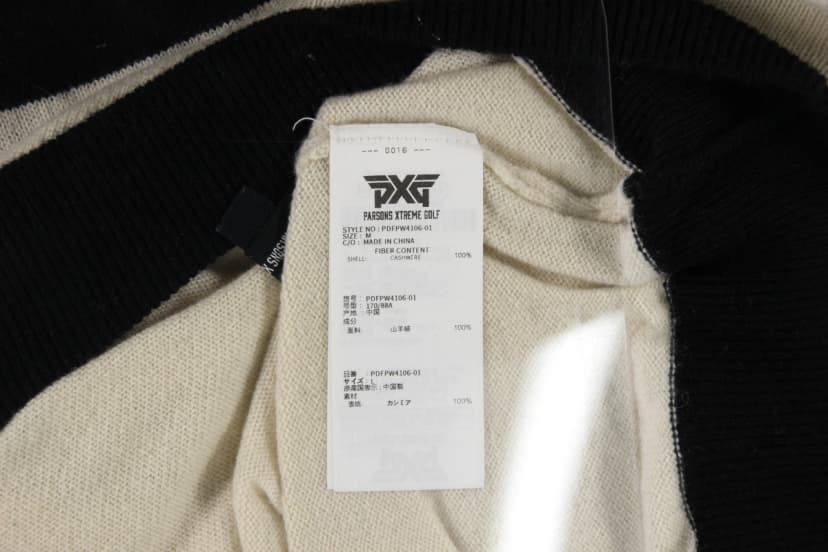 --- 0016 ---
PXG
PARSONS XTREME GOLF
STYLE NO : PDFPW4106-01
SIZE : M
C/O : MADE IN CHINA
FIBER CONTENT
SHELL: CASHMERE 100%
款号: PDFPW4106-01
号型: 170/88A
产地: 中国
成分
面料: 山羊绒 100%
品番 : PDFPW4106-01
サイズ : L
原産国表示 : 中国製
素材
表地: カシミア 100%
PXG